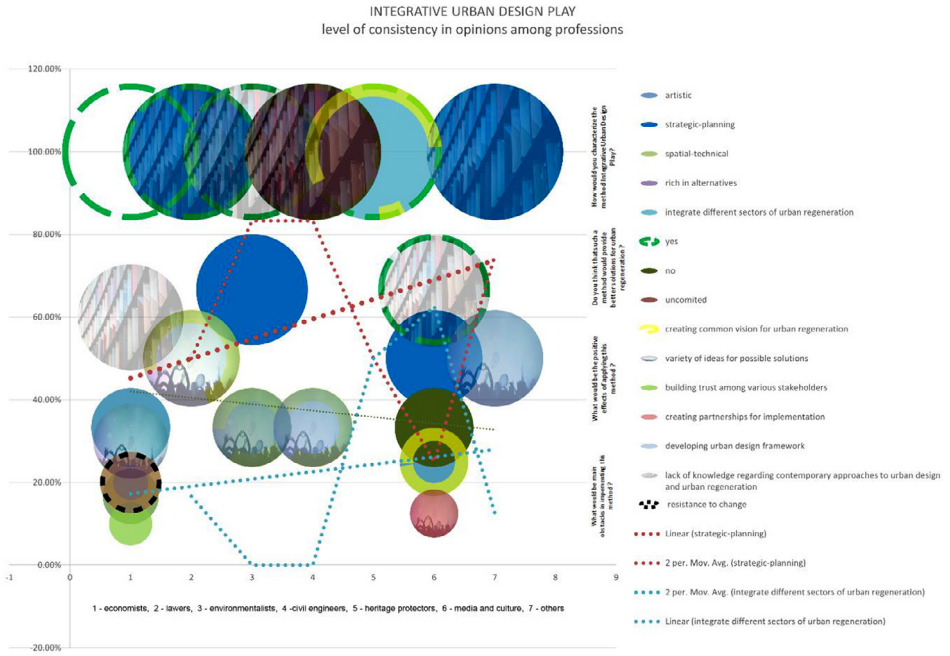 INTEGRATIVE URBAN DESIGN PLAY
level of consistency in opinions among professions
120.00%
100.00%
80.00%
60.00%
40.00%
20.00%
0.00%
-20.00%
-1
0
1
2
3
4
5
6
7
8
9
1 - economists, 2 - lawers, 3 - environmentalists, 4 -civil engineers, 5 - heritage protectors, 6 - media and culture, 7 - others
How would you characterize the
method Integrative Urban Design
Play?
Do you think that such a
method would provide
better solutions for urban
regeneration ?
What would be the positive
effects of applying this
method ?
What would be main
obstacks in impementing this
method ?
artistic
strategic-planning
spatial-technical
rich in alternatives
integrate different sectors of urban regeneration
yes
no
uncomited
creating common vision for urban regeneration
variety of ideas for possible solutions
building trust among various stakeholders
creating partnerships for implementation
developing urban design framework
lack of knowledge regarding contemporary approaches to urban design
and urban regeneration
resistance to change
Linear (strategic-planning)
2 per. Mov. Avg. (strategic-planning)
2 per. Mov. Avg. (integrate different sectors of urban regeneration)
Linear (integrate different sectors of urban regeneration)